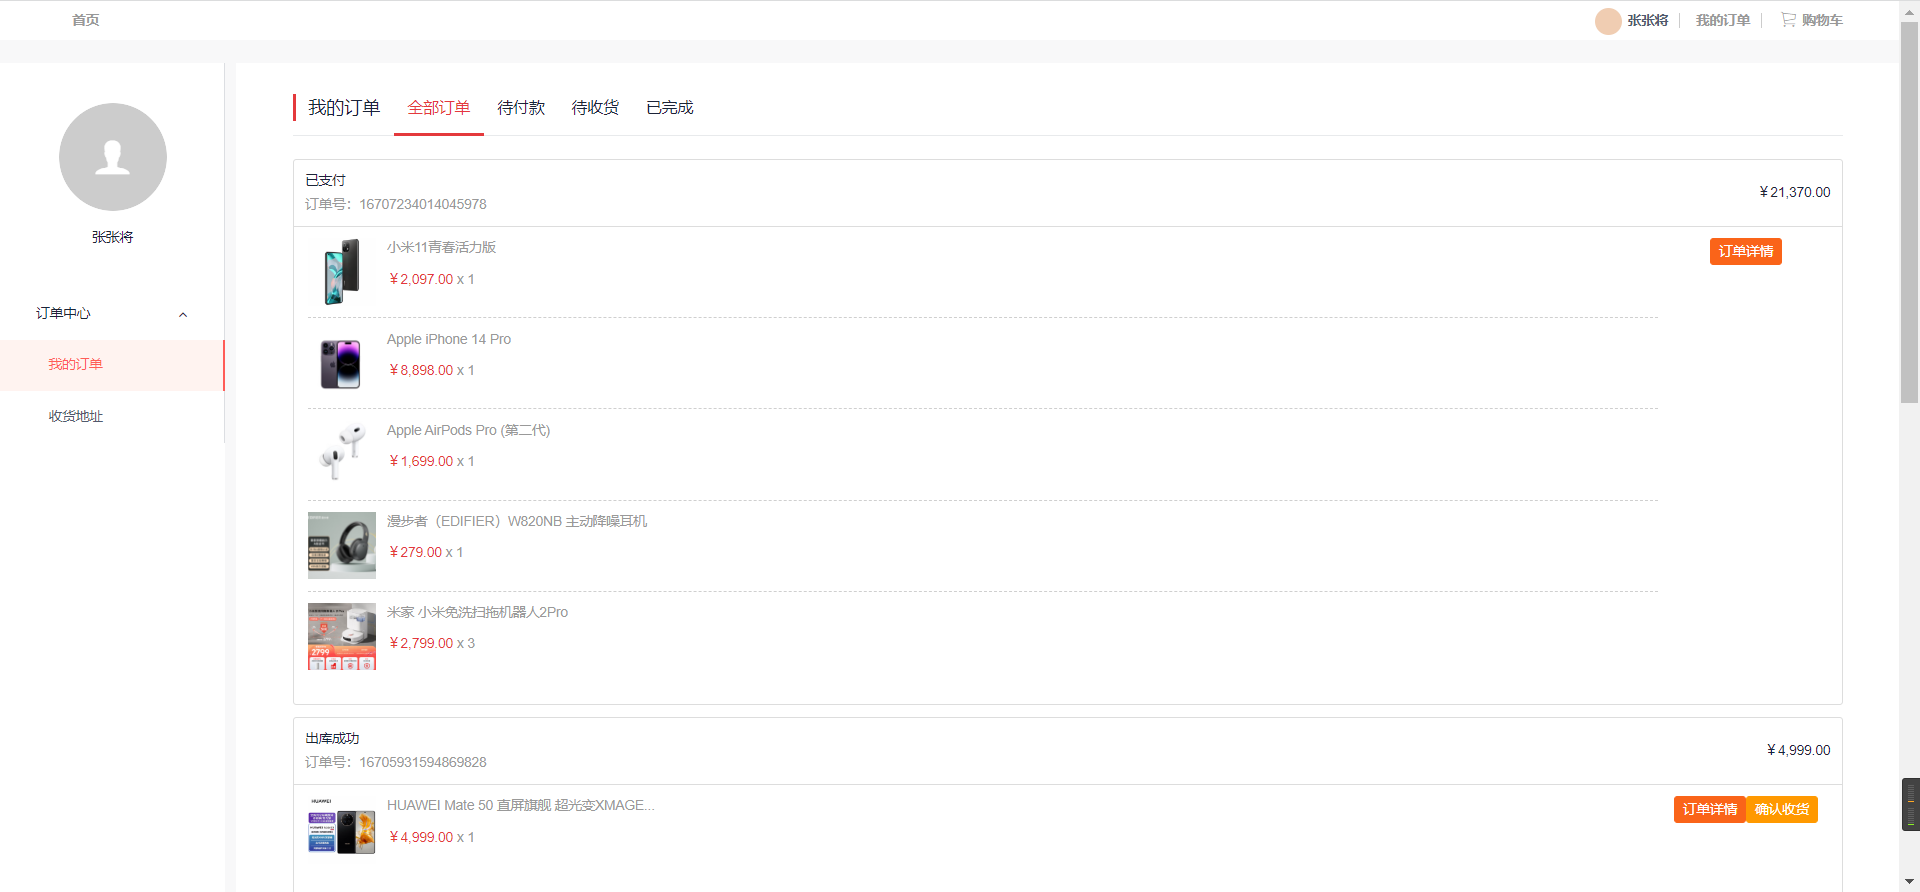 首页
张张将
我的订单
购物车
张张将
订单中心
我的订单
收货地址
我的订单
全部订单
待付款
待收货
已完成
已支付
订单号：16707234014045978
¥21,370.00
小米11青春活力版
¥2,097.00 x 1
订单详情
Apple iPhone 14 Pro
¥8,898.00 x 1
Apple AirPods Pro (第二代)
¥1,699.00 x 1
漫步者（EDIFIER）W820NB 主动降噪耳机
¥279.00 x 1
米家 小米免洗扫拖机器人2Pro
¥2,799.00 x 3
2799
出库成功
订单号：16705931594869828
¥4,999.00
HUAWEI
HUAWEI Mate 50 直屏旗舰 超光变XMAGE...
¥4,999.00 x 1
订单详情
确认收货